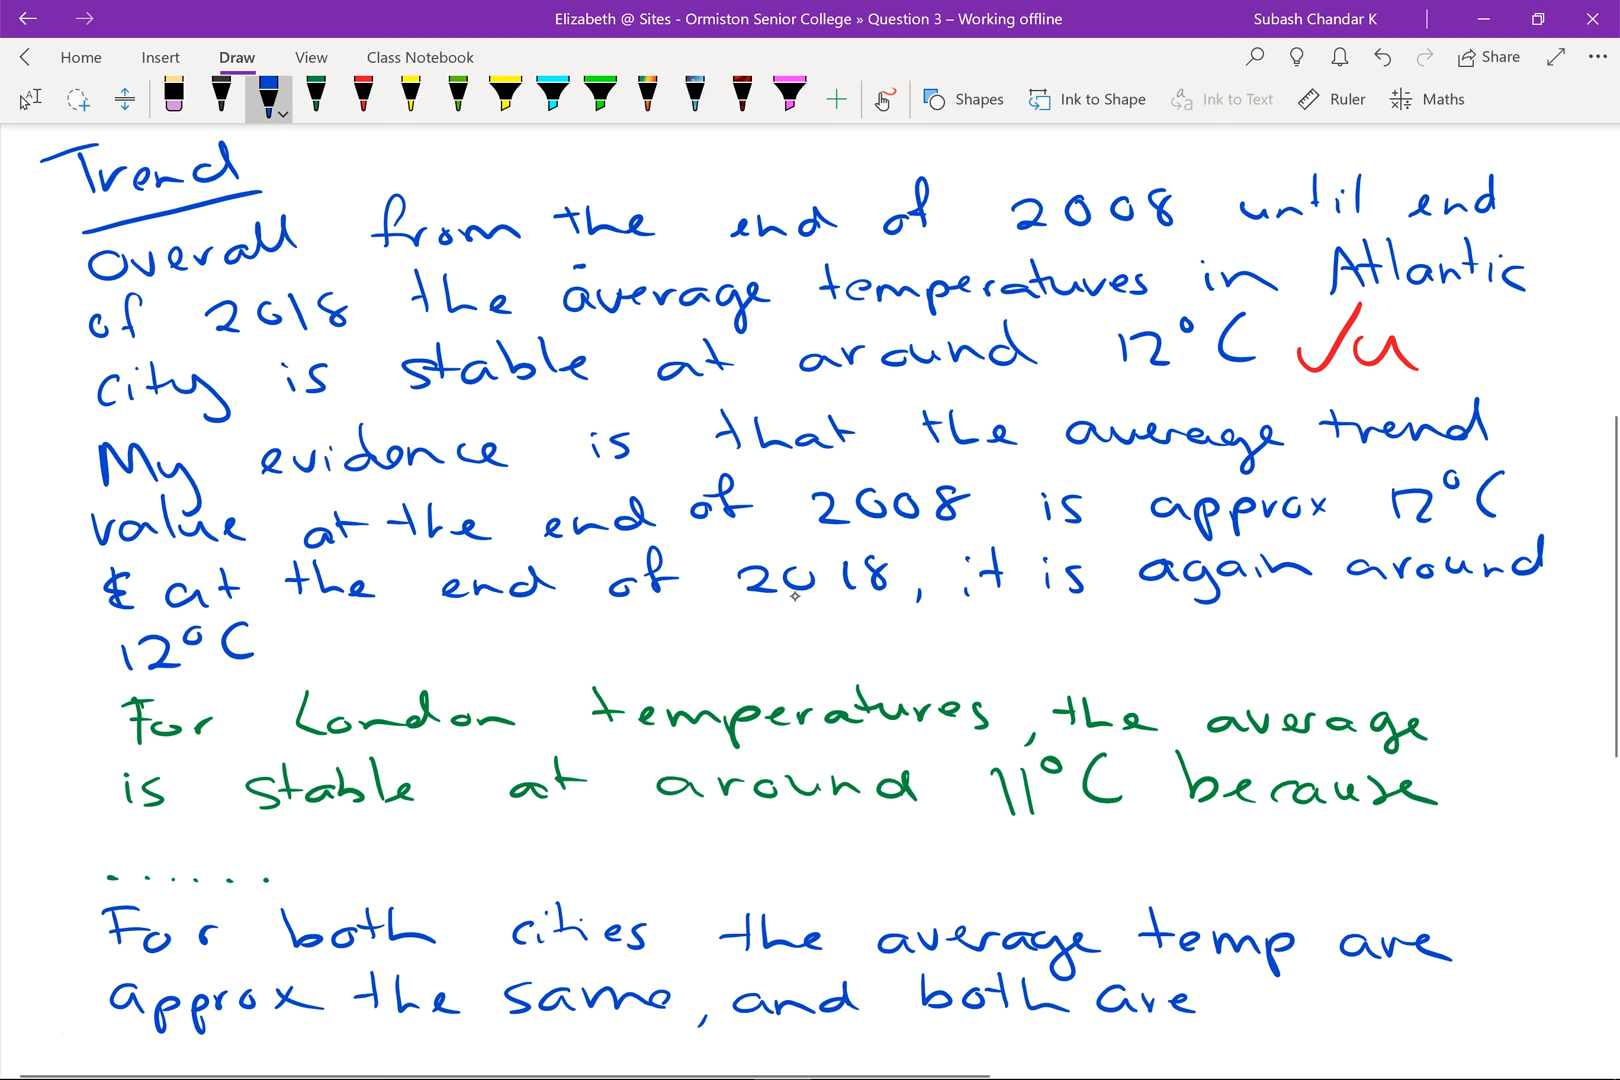 Elizabeth @ Sites - Ormiston Senior College » Question 3 – Working offline
Subash Chandar K
Home Insert Draw View Class Notebook
Share
Shapes Ink to Shape Ink to Text Ruler Maths
Trend
Overall from the end of 2008 until end
of 2018 the average temperatures in Atlantic
city is stable at around 12°C ✓u
My evidence is that the average trend
value at the end of 2008 is approx 12°C
& at the end of 2018, it is again around
12°C
For London temperatures, the average
is stable at around 11°C because
......
For both cities the average temp are
approx the same, and both are